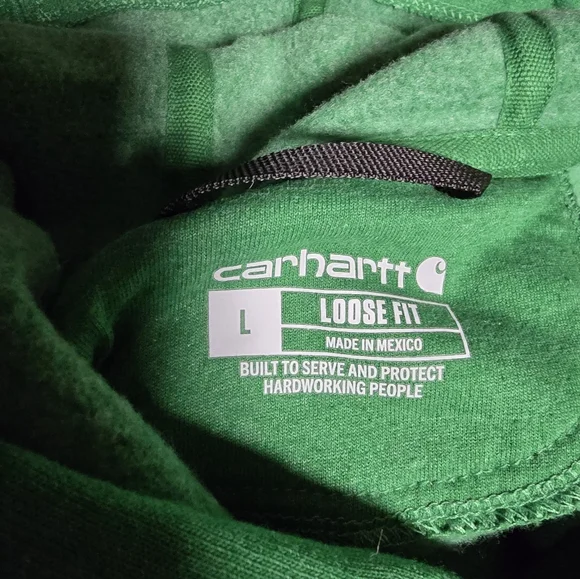 carhartt
L
LOOSE FIT
MADE IN MEXICO
BUILT TO SERVE AND PROTECT
HARDWORKING PEOPLE